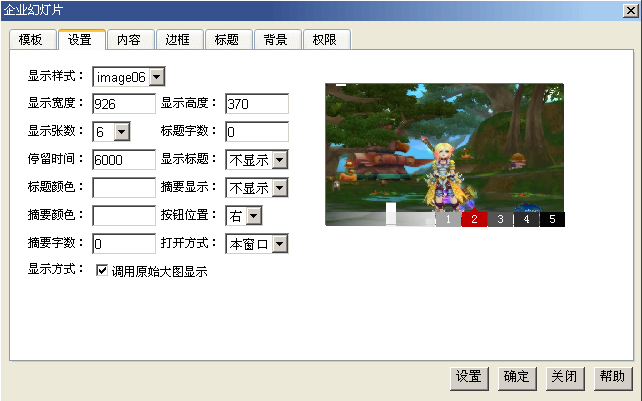 企业幻灯片
模板 设置 内容 边框 标题 背景 权限
显示样式： image06
显示宽度： 926 显示高度： 370
显示张数： 6 标题字数： 0
停留时间： 6000 显示标题： 不显示
标题颜色： 摘要显示： 不显示
摘要颜色： 按钮位置： 右
摘要字数： 0 打开方式： 本窗口
显示方式： 调用原始大图显示
1 2 3 4 5
设置 确定 关闭 帮助